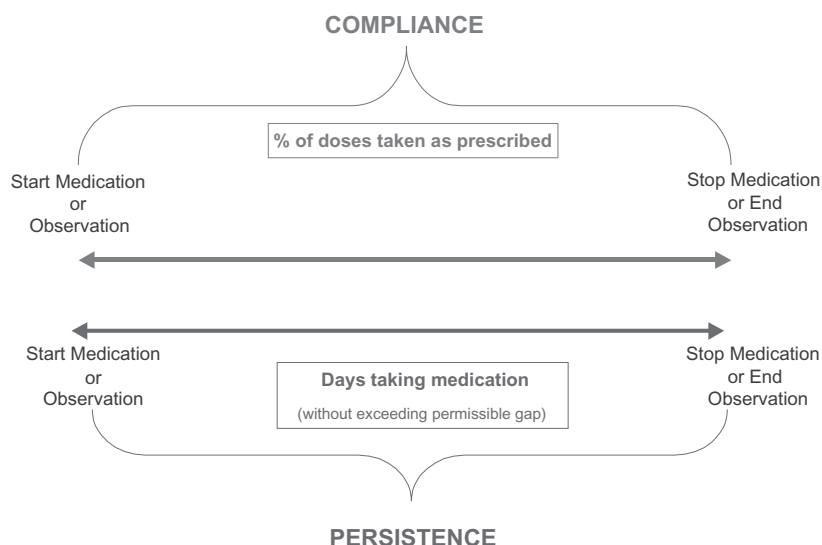 COMPLIANCE
% of doses taken as prescribed
Start Medication
or
Observation
Stop Medication
or End
Observation
Start Medication
or
Observation
Days taking medication
(without exceeding permissible gap)
Stop Medication
or End
Observation
PERSISTENCE